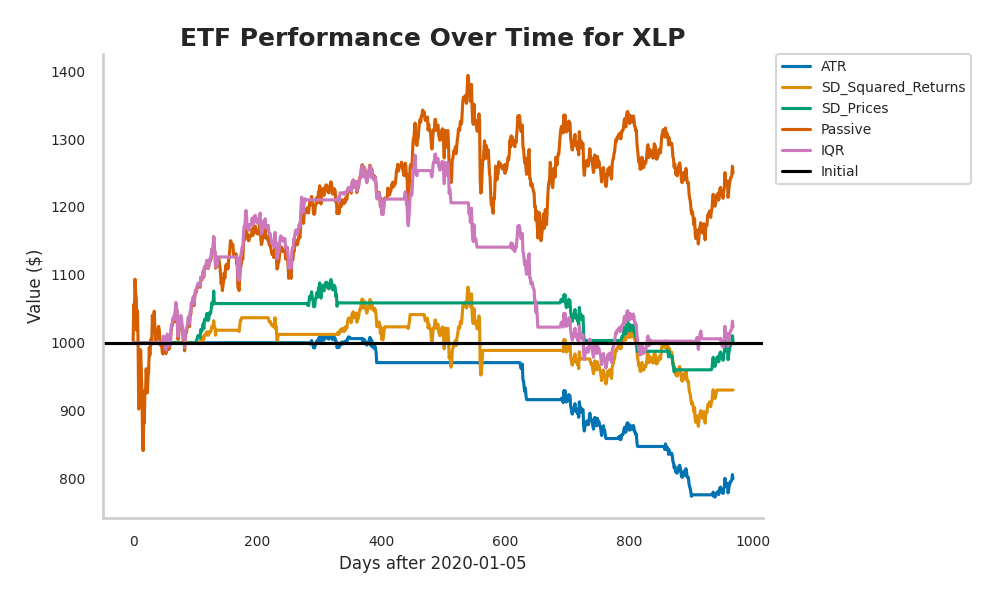 ETF Performance Over Time for XLP
1400
1300
1200
1100
1000
900
800
Value ($)
0 200 400 600 800 1000
Days after 2020-01-05
ATR
SD_Squared_Returns
SD_Prices
Passive
IQR
Initial